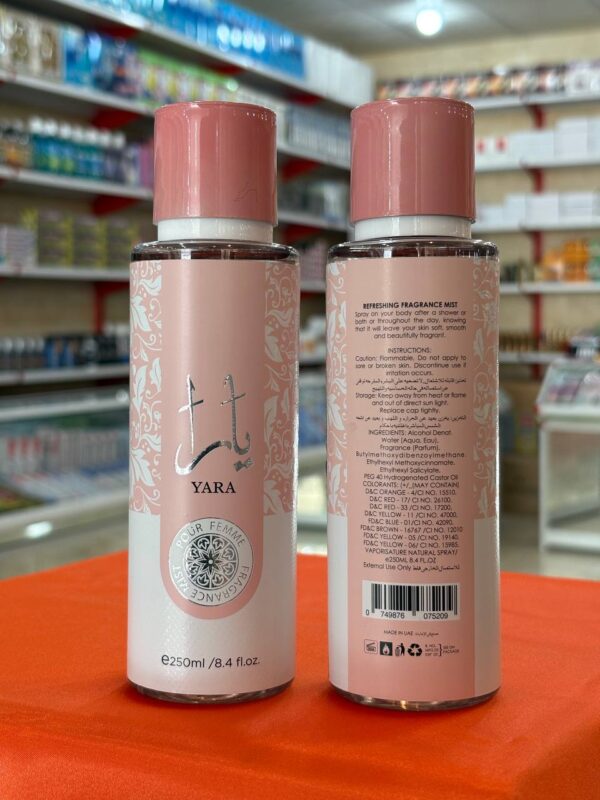 يارا
YARA
POUR FEMME
FRAGRANCE MIST
e250ml /8.4 fl.oz.
REFRESHING FRAGRANCE MIST
Spray on your body after a shower or
bath or throughout the day, knowing
that it will leave your skin soft, smooth
and beautifully fragrant.
INSTRUCTIONS:
Caution: Flammable. Do not apply to
sore or broken skin. Discontinue use if
irritation occurs.
Storage: Keep away from heat or flame
and out of direct sun light.
Replace cap tightly.
INGREDIENTS: Alcohol Denat.
Water (Aqua, Eau),
Fragrance (Parfum),
Butylmethoxydibenzoylmethane,
Ethylhexyl Methoxycinnamate,
Ethylhexyl Salicylate,
PEG 40 Hydrogenated Castor Oil
COLORANTS: (+/_(MAY CONTAIN)
D&C ORANGE - 4/CI NO. 15510,
D&C RED - 17/ CI NO. 26100,
D&C RED - 33 / CI NO. 17200,
D&C YELLOW - 11 /CI NO. 47000,
FD&C BLUE - 01/CI NO. 42090,
FD&C BROWN - 16767 /CI NO. 12010
FD&C YELLOW - 05 /CI NO. 19140,
FD&C YELLOW - 06/ CI NO. 15985,
VAPORISATURE NATURAL SPRAY/
e250ML 8.4 FL.OZ
External Use Only للاستعمال الخارجي فقط
0 749876 075209
MADE IN UAE